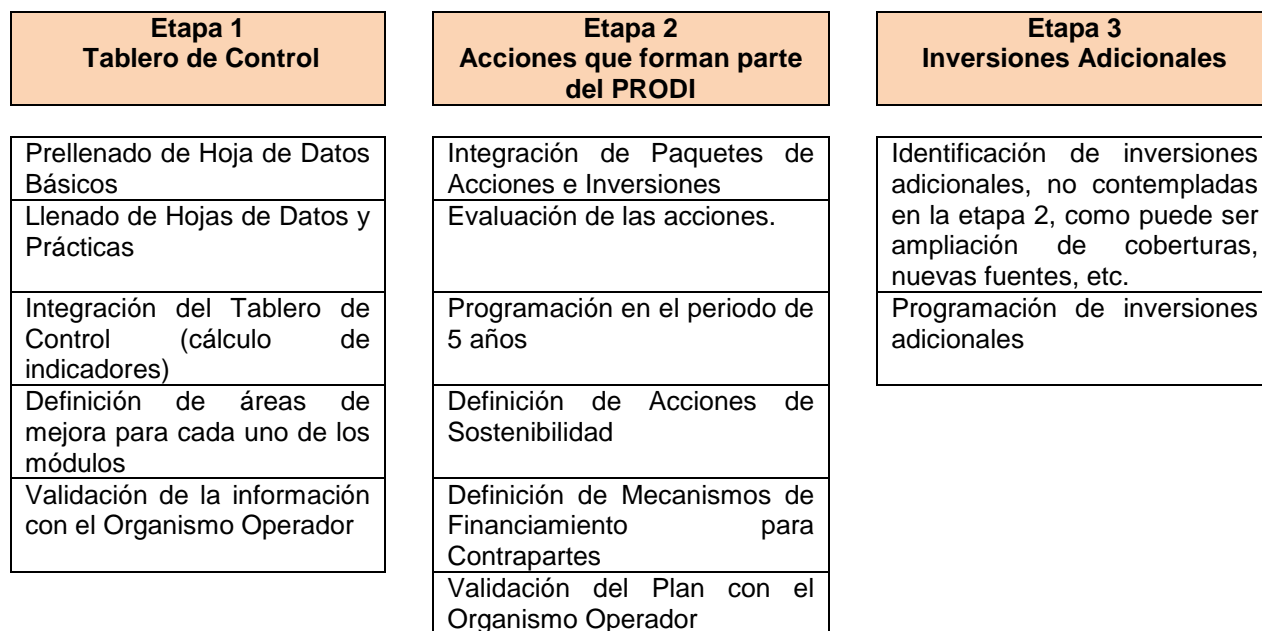 Etapa 1
Tablero de Control
Prellenado de Hoja de Datos
Básicos
Llenado de Hojas de Datos y
Prácticas
Integración del Tablero de
Control (cálculo de
indicadores)
Definición de áreas de
mejora para cada uno de los
módulos
Validación de la información
con el Organismo Operador
Etapa 2
Acciones que forman parte
del PRODI
Integración de Paquetes de
Acciones e Inversiones
Evaluación de las acciones.
Programación en el periodo de
5 años
Definición de Acciones de
Sostenibilidad
Definición de Mecanismos de
Financiamiento para
Contrapartes
Validación del Plan con el
Organismo Operador
Etapa 3
Inversiones Adicionales
Identificación de inversiones
adicionales, no contempladas
en la etapa 2, como puede ser
ampliación de coberturas,
nuevas fuentes, etc.
Programación de inversiones
adicionales